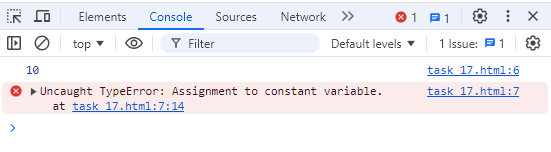 Elements Console Sources Network » 1 1
top Filter Default levels 1 Issue: 1
10 task 17.html:6
Uncaught TypeError: Assignment to constant variable. task 17.html:7
at task 17.html:7:14